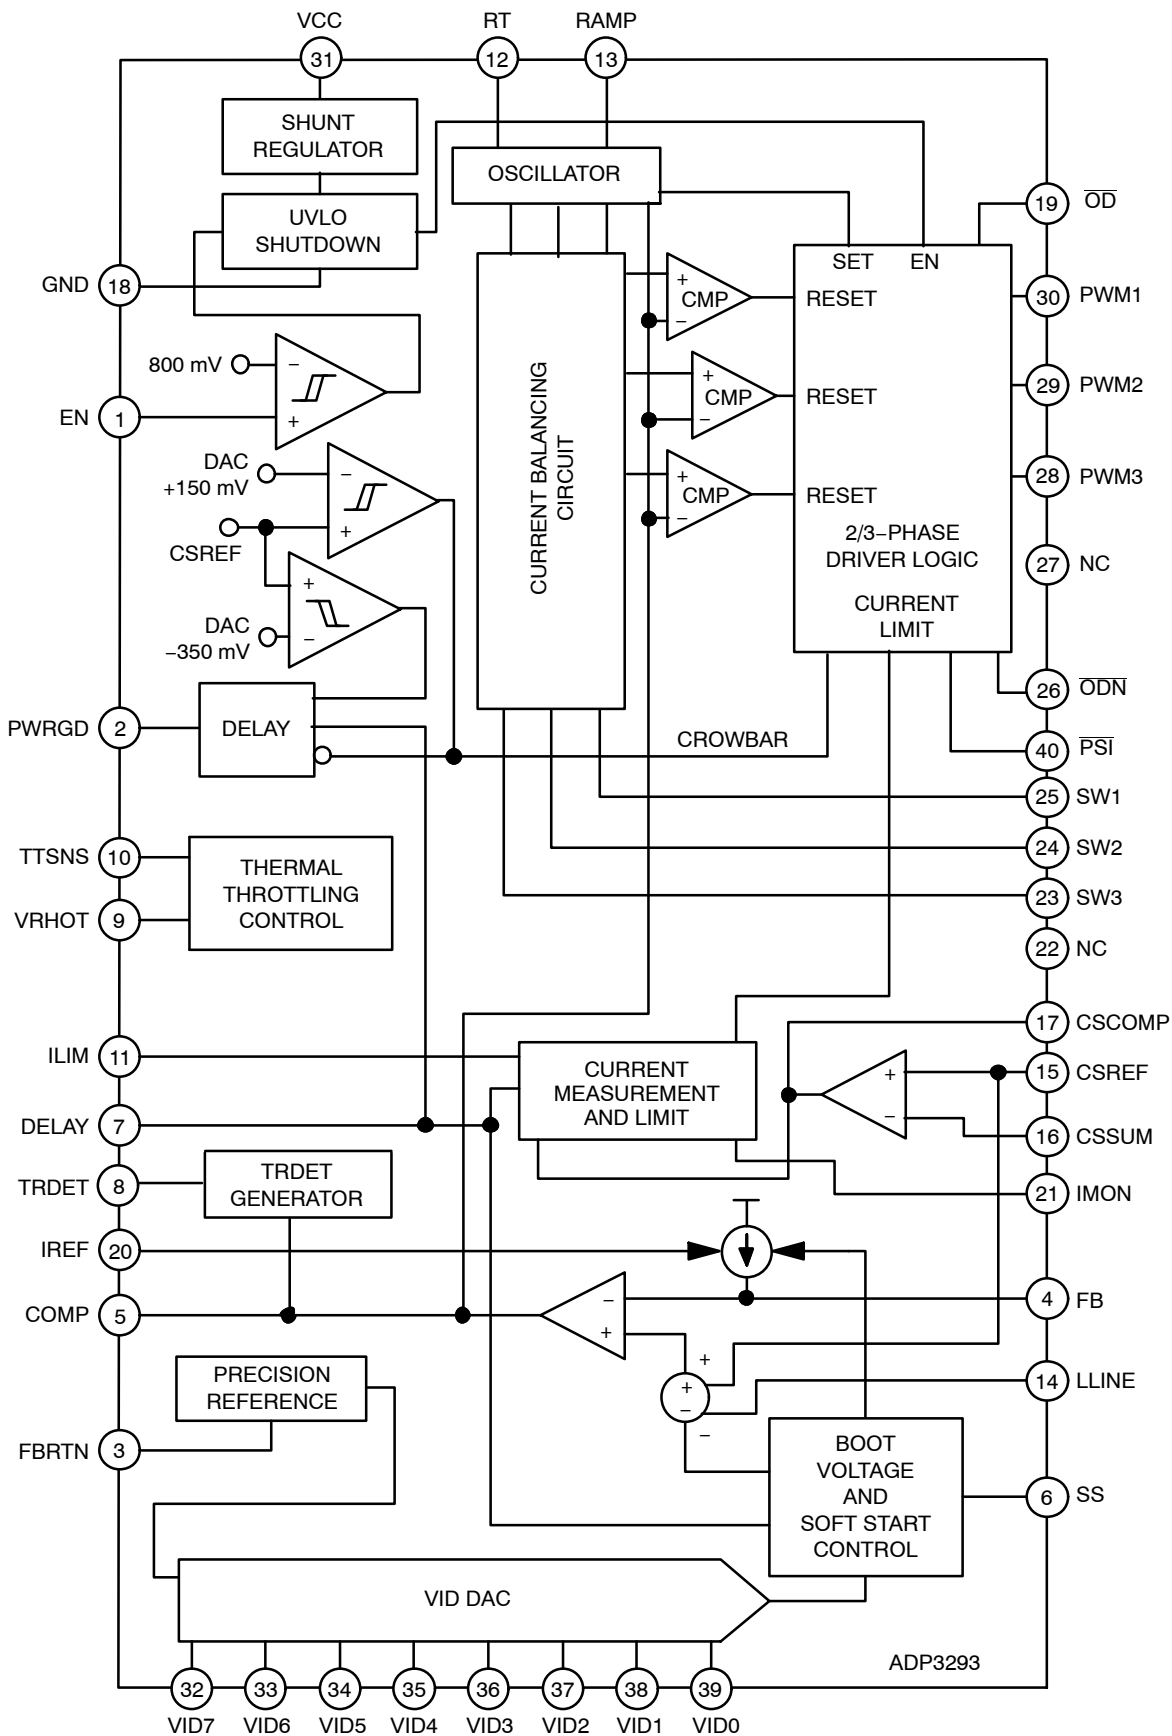 VCC
RT
RAMP
31
12
13
SHUNT
REGULATOR
OSCILLATOR
UVLO
SHUTDOWN
19
OD
SET
EN
GND
18
+
CMP
−
RESET
30
PWM1
800 mV
−
+
EN
1
+
CMP
−
RESET
29
PWM2
DAC
+150 mV
−
+
CSREF
CURRENT BALANCING
CIRCUIT
+
CMP
−
RESET
28
PWM3
2/3−PHASE
DRIVER LOGIC
27
NC
+
−
DAC
−350 mV
CURRENT
LIMIT
26
ODN
PWRGD
2
DELAY
CROWBAR
40
PSI
25
SW1
24
SW2
23
SW3
22
NC
TTSNS
10
VRHOT
9
THERMAL
THROTTLING
CONTROL
17
CSCOMP
ILIM
11
CURRENT
MEASUREMENT
AND LIMIT
+
−
15
CSREF
DELAY
7
16
CSSUM
TRDET
8
TRDET
GENERATOR
21
IMON
IREF
20
COMP
5
−
+
4
FB
+
+
−
−
14
LLINE
PRECISION
REFERENCE
FBRTN
3
BOOT
VOLTAGE
AND
SOFT START
CONTROL
6
SS
VID DAC
ADP3293
32
33
34
35
36
37
38
39
VID7
VID6
VID5
VID4
VID3
VID2
VID1
VID0